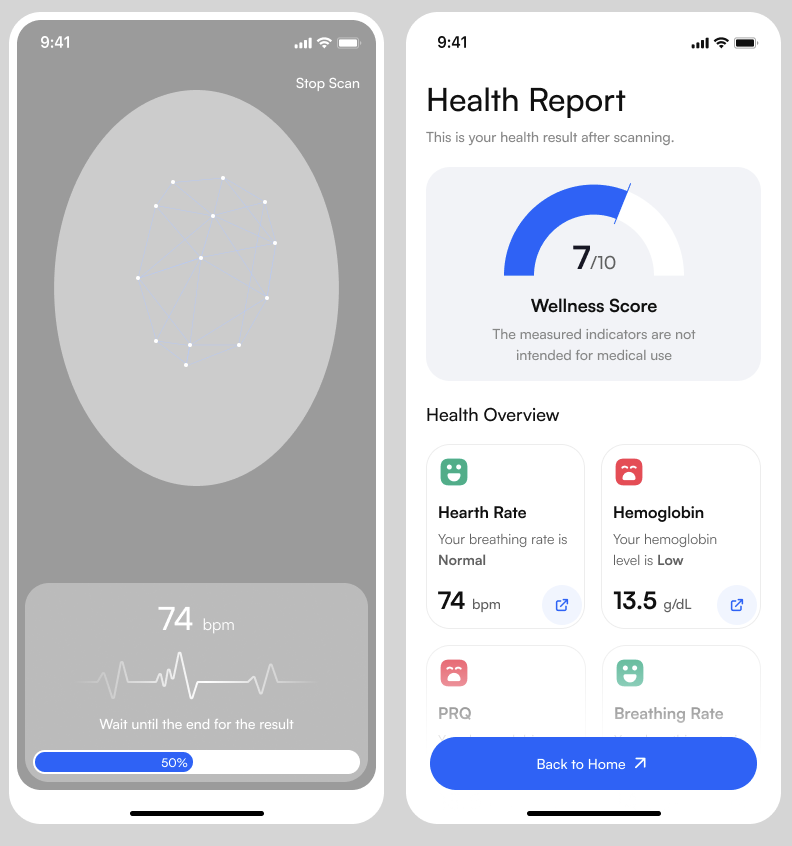 9:41
Stop Scan
74 bpm
Wait until the end for the result
50%
9:41
Health Report
This is your health result after scanning.
7/10
Wellness Score
The measured indicators are not
intended for medical use
Health Overview
Hearth Rate
Your breathing rate is
Normal
74 bpm
Hemoglobin
Your hemoglobin
level is Low
13.5 g/dL
PRQ
Breathing Rate
Back to Home